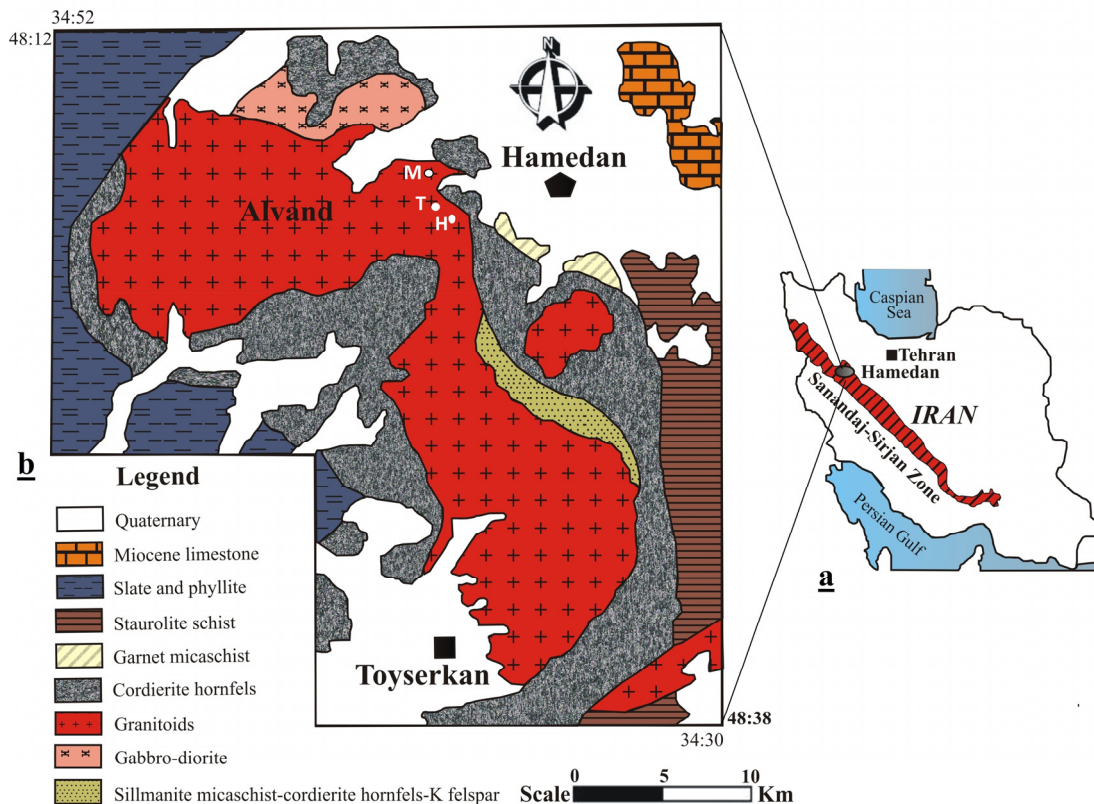 34:52
48:12
N
Hamedan
M
T
H
Alvand
Toyserkan
48:38
34:30
b
Legend
Quaternary
Miocene limestone
Slate and phyllite
Staurolite schist
Garnet micaschist
Cordierite hornfels
Granitoids
Gabbro-diorite
Sillmanite micaschist-cordierite hornfels-K felspar
Scale
0 5 10
Km
Caspian
Sea
Tehran
Hamedan
IRAN
Sanandaj-Sirjan Zone
Persian Gulf
a